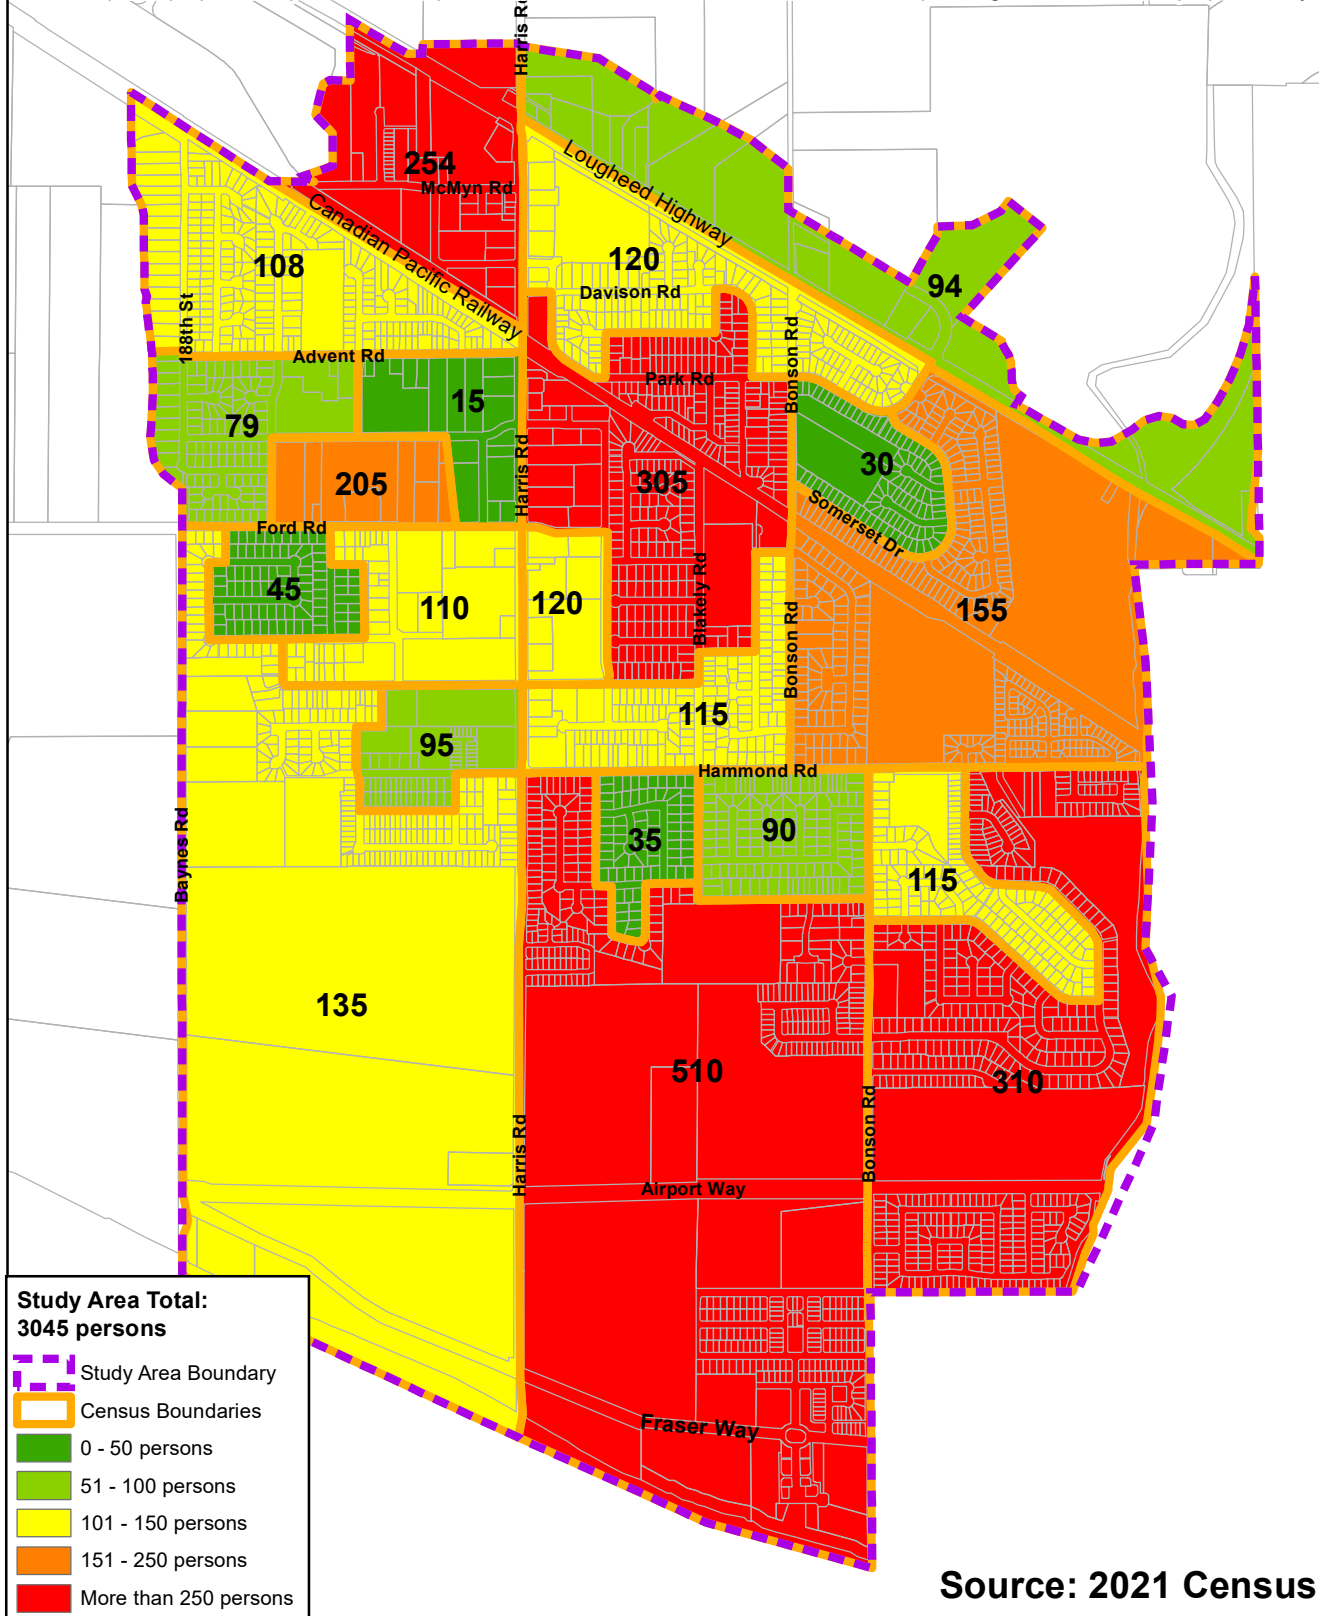 Harris Rd
254
McMyn Rd
Lougheed Highway
Canadian Pacific Railway
108
120
Davison Rd
94
188th St
Bonson Rd
Advent Rd
Park Rd
15
79
205
Harris Rd
305
30
Somerset Dr
Ford Rd
45
110
120
Blakely Rd
Bonson Rd
155
115
95
Hammond Rd
Baynes Rd
35
90
115
135
510
310
Harris Rd
Bonson Rd
Airport Way
Fraser Way
Study Area Total:
3045 persons
Study Area Boundary
Census Boundaries
0 - 50 persons
51 - 100 persons
101 - 150 persons
151 - 250 persons
More than 250 persons
Source: 2021 Census